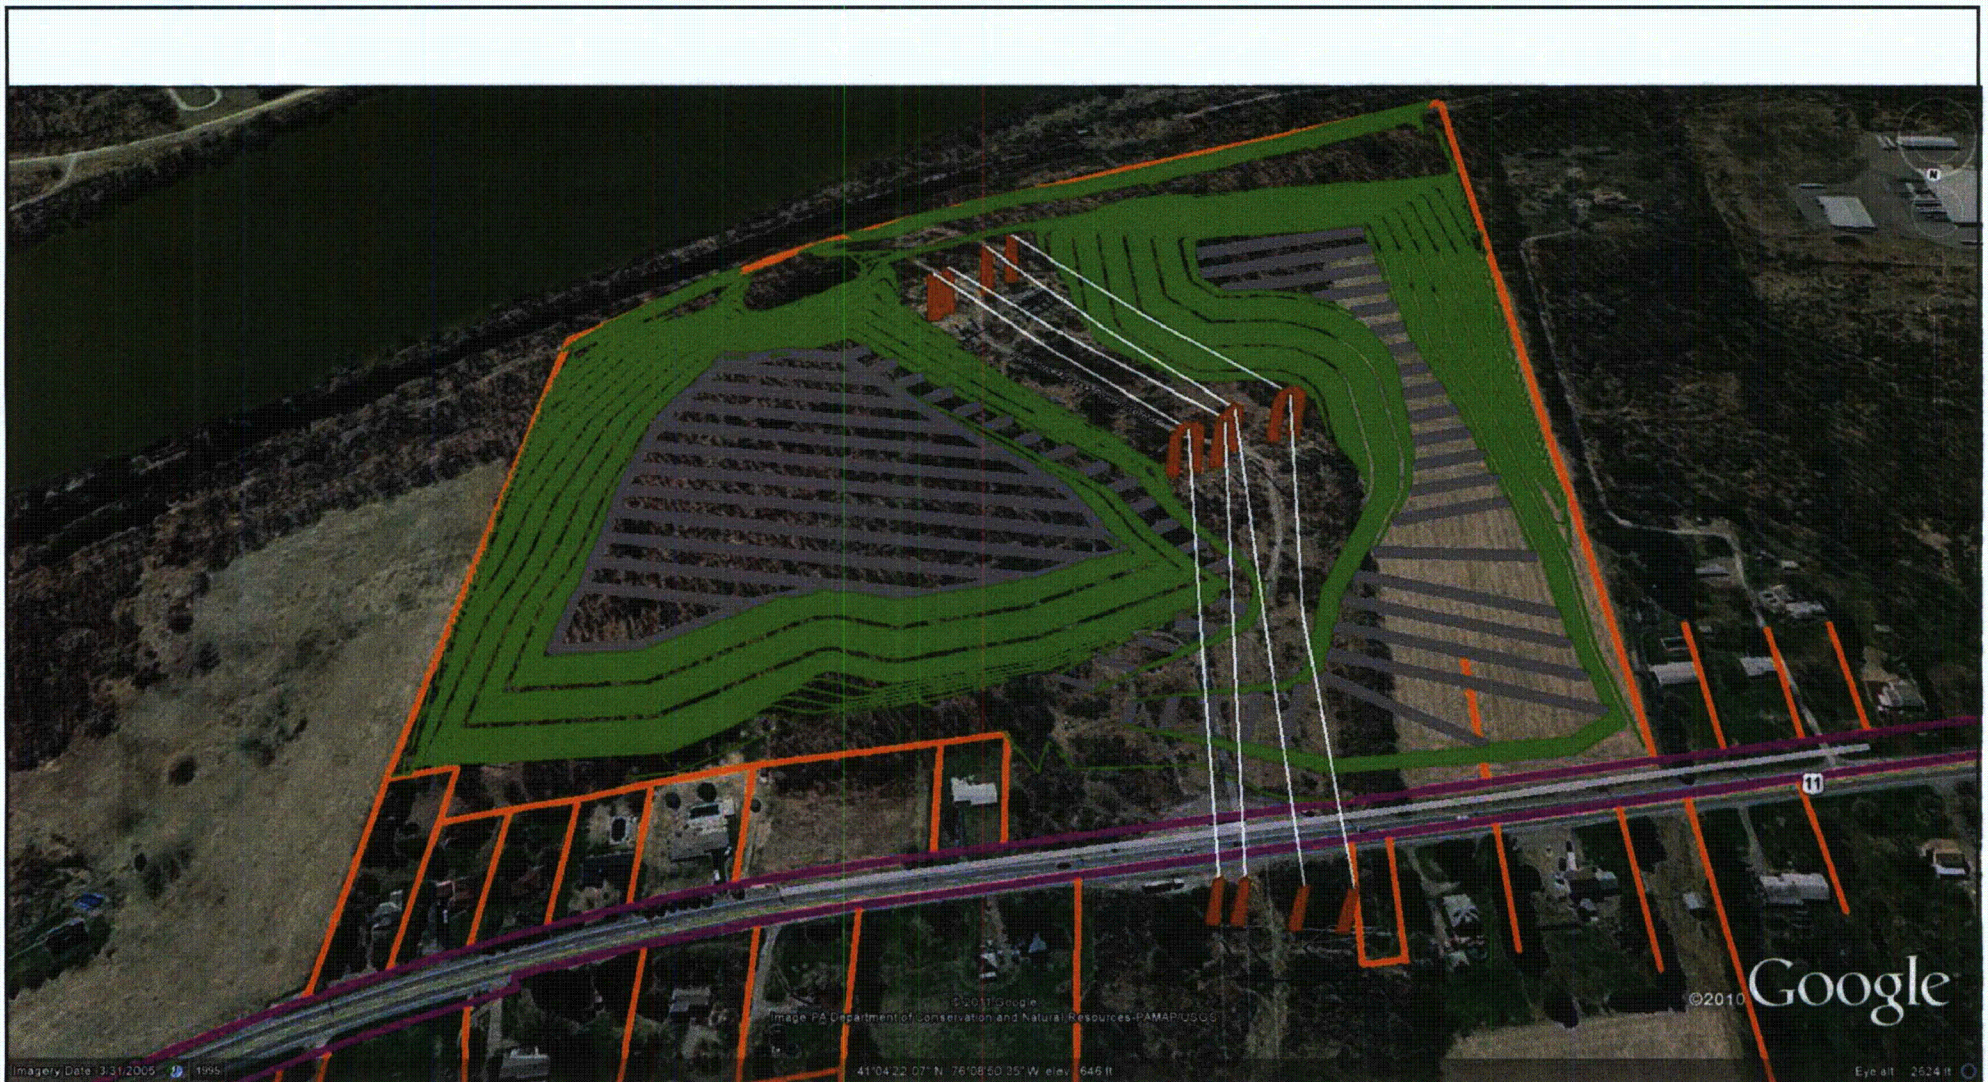 N
11
©2010 Google
© 2011 Google
Image PA Department of Conservation and Natural Resources-PAMAP/USGS
Imagery Date: 3/31/2005 1995 41°04'22.07" N 76°08'50.35" W elev 646 ft Eye alt 2624 ft